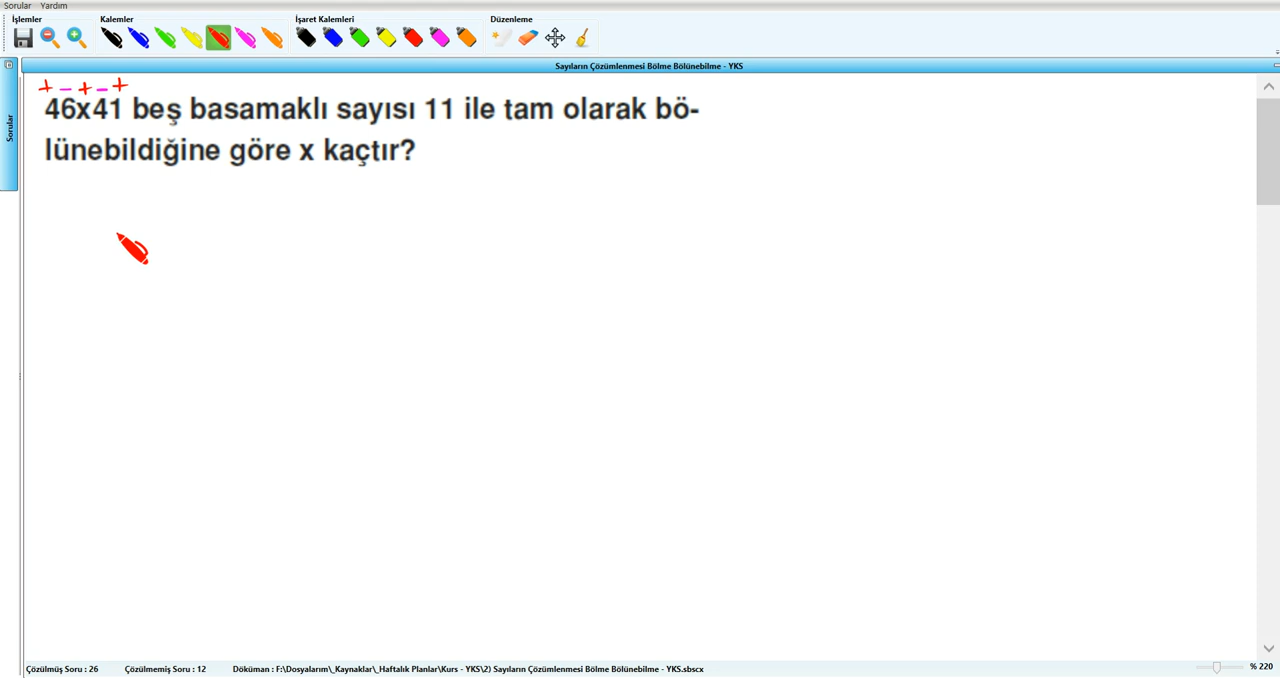 Sorular Yardım
İşlemler Kalemler İşaret Kalemleri Düzenleme
Sayıların Çözümlenmesi Bölme Bölünebilme - YKS
Sorular
+ - + - +
46x41 beş basamaklı sayısı 11 ile tam olarak bö-
lünebildiğine göre x kaçtır?
Çözülmüş Soru : 26 Çözülmemiş Soru : 12 Döküman : F:\Dosyalarım\_Kaynaklar\_Haftalık Planlar\Kurs - YKS\2) Sayıların Çözümlenmesi Bölme Bölünebilme - YKS.sbscx % 220